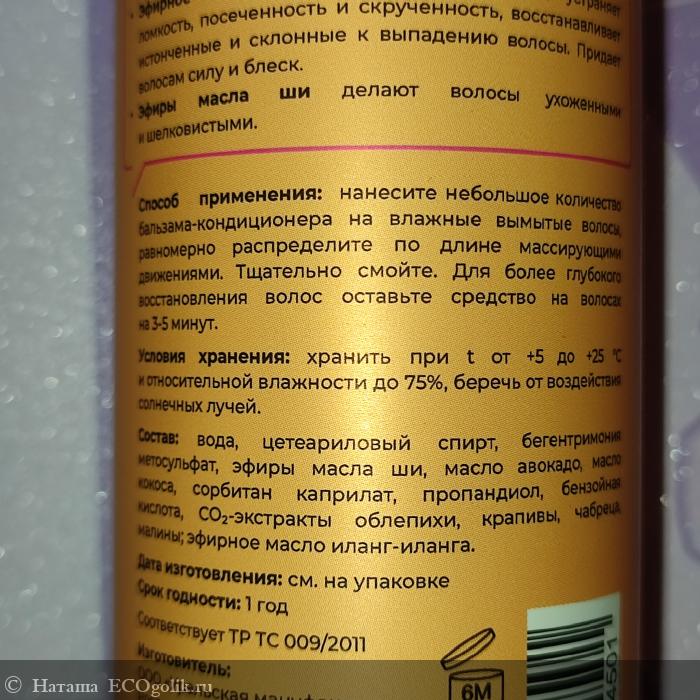 • Эфирное
устраняет
ломкость, посеченность и скрученность, восстанавливает
истонченные и склонные к выпадению волосы. Придает
волосам силу и блеск.
• Эфиры масла ши делают волосы ухоженными
и шелковистыми.
Способ применения: нанесите небольшое количество
бальзама-кондиционера на влажные вымытые волосы,
равномерно распределите по длине массирующими
движениями. Тщательно смойте. Для более глубокого
восстановления волос оставьте средство на волосах
на 3-5 минут.
Условия хранения: хранить при t от +5 до +25 °C
и относительной влажности до 75%, беречь от воздействия
солнечных лучей.
Состав: вода, цетеариловый спирт, бегентримония
метосульфат, эфиры масла ши, масло авокадо, масло
кокоса, сорбитан каприлат, пропандиол, бензойная
кислота, CO₂-экстракты облепихи, крапивы, чабреца,
малины; эфирное масло иланг-иланга.
Дата изготовления: см. на упаковке
Срок годности: 1 год
Соответствует ТР ТС 009/2011
Изготовитель:
ООО
6M
4501
© Наташа ECOgolik.ru